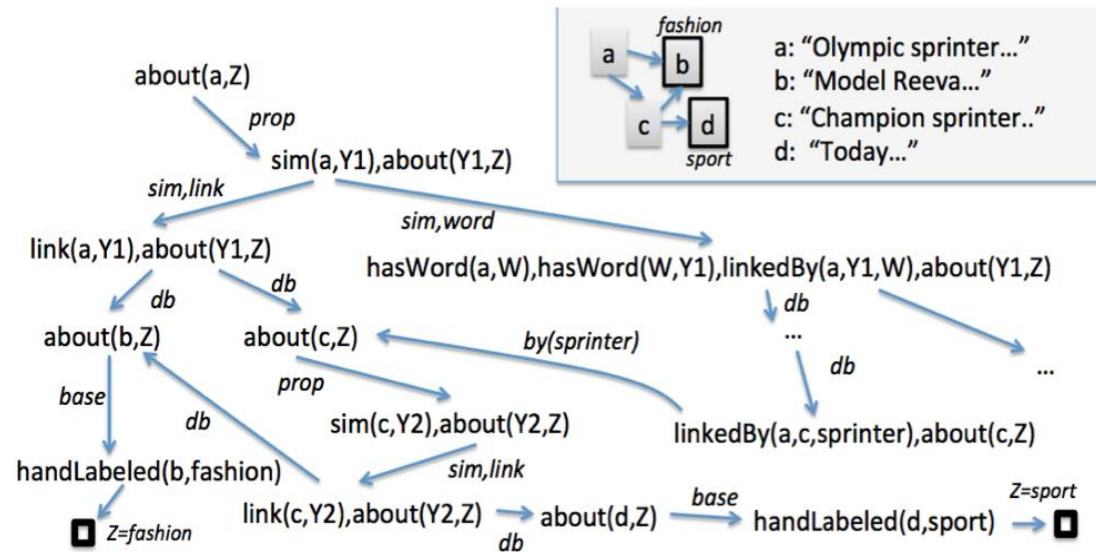 fashion
a
b
c
d
sport
a: “Olympic sprinter...”
b: “Model Reeva...”
c: “Champion sprinter..”
d: “Today...”
about(a,Z)
prop
sim(a,Y1),about(Y1,Z)
sim,link
sim,word
link(a,Y1),about(Y1,Z)
hasWord(a,W),hasWord(W,Y1),linkedBy(a,Y1,W),about(Y1,Z)
db
db
db
about(b,Z)
about(c,Z)
by(sprinter)
...
...
base
prop
db
db
sim(c,Y2),about(Y2,Z)
linkedBy(a,c,sprinter),about(c,Z)
handLabeled(b,fashion)
sim,link
Z=fashion
link(c,Y2),about(Y2,Z)
db
about(d,Z)
base
handLabeled(d,sport)
Z=sport